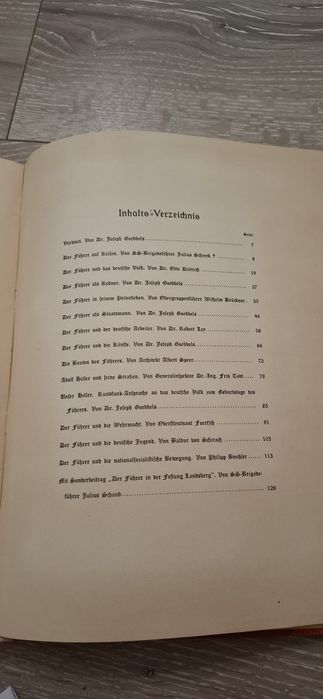 Inhalts-Verzeichnis
Seite
Vorwort. Von Dr. Joseph Goebbels 7
Der Führer auf Reisen. Von SS-Brigadeführer Julius Schreck † 9
Der Führer und das deutsche Volk. Von Dr. Otto Dietrich 19
Der Führer als Redner. Von Dr. Joseph Goebbels 27
Der Führer in seinem Privatleben. Von Obergruppenführer Wilhelm Brückner 35
Der Führer als Staatsmann. Von Dr. Joseph Goebbels 44
Der Führer und der deutsche Arbeiter. Von Dr. Robert Ley 56
Der Führer und die Künste. Von Dr. Joseph Goebbels 64
Die Bauten des Führers. Von Architekt Albert Speer 72
Adolf Hitler und seine Straßen. Von Generalinspektor Dr.-Ing. Fritz Todt 78
Unser Hitler. Rundfunk-Ansprache an das deutsche Volk zum Geburtstage des
Führers. Von Dr. Joseph Goebbels 85
Der Führer und die Wehrmacht. Von Oberstleutnant Foertsch 91
Der Führer und die deutsche Jugend. Von Baldur von Schirach 105
Der Führer und die nationalsozialistische Bewegung. Von Philipp Bouhler 113
Mit Sonderbeitrag „Der Führer in der Festung Landsberg“. Von SS-Brigade-
führer Julius Schaub 126